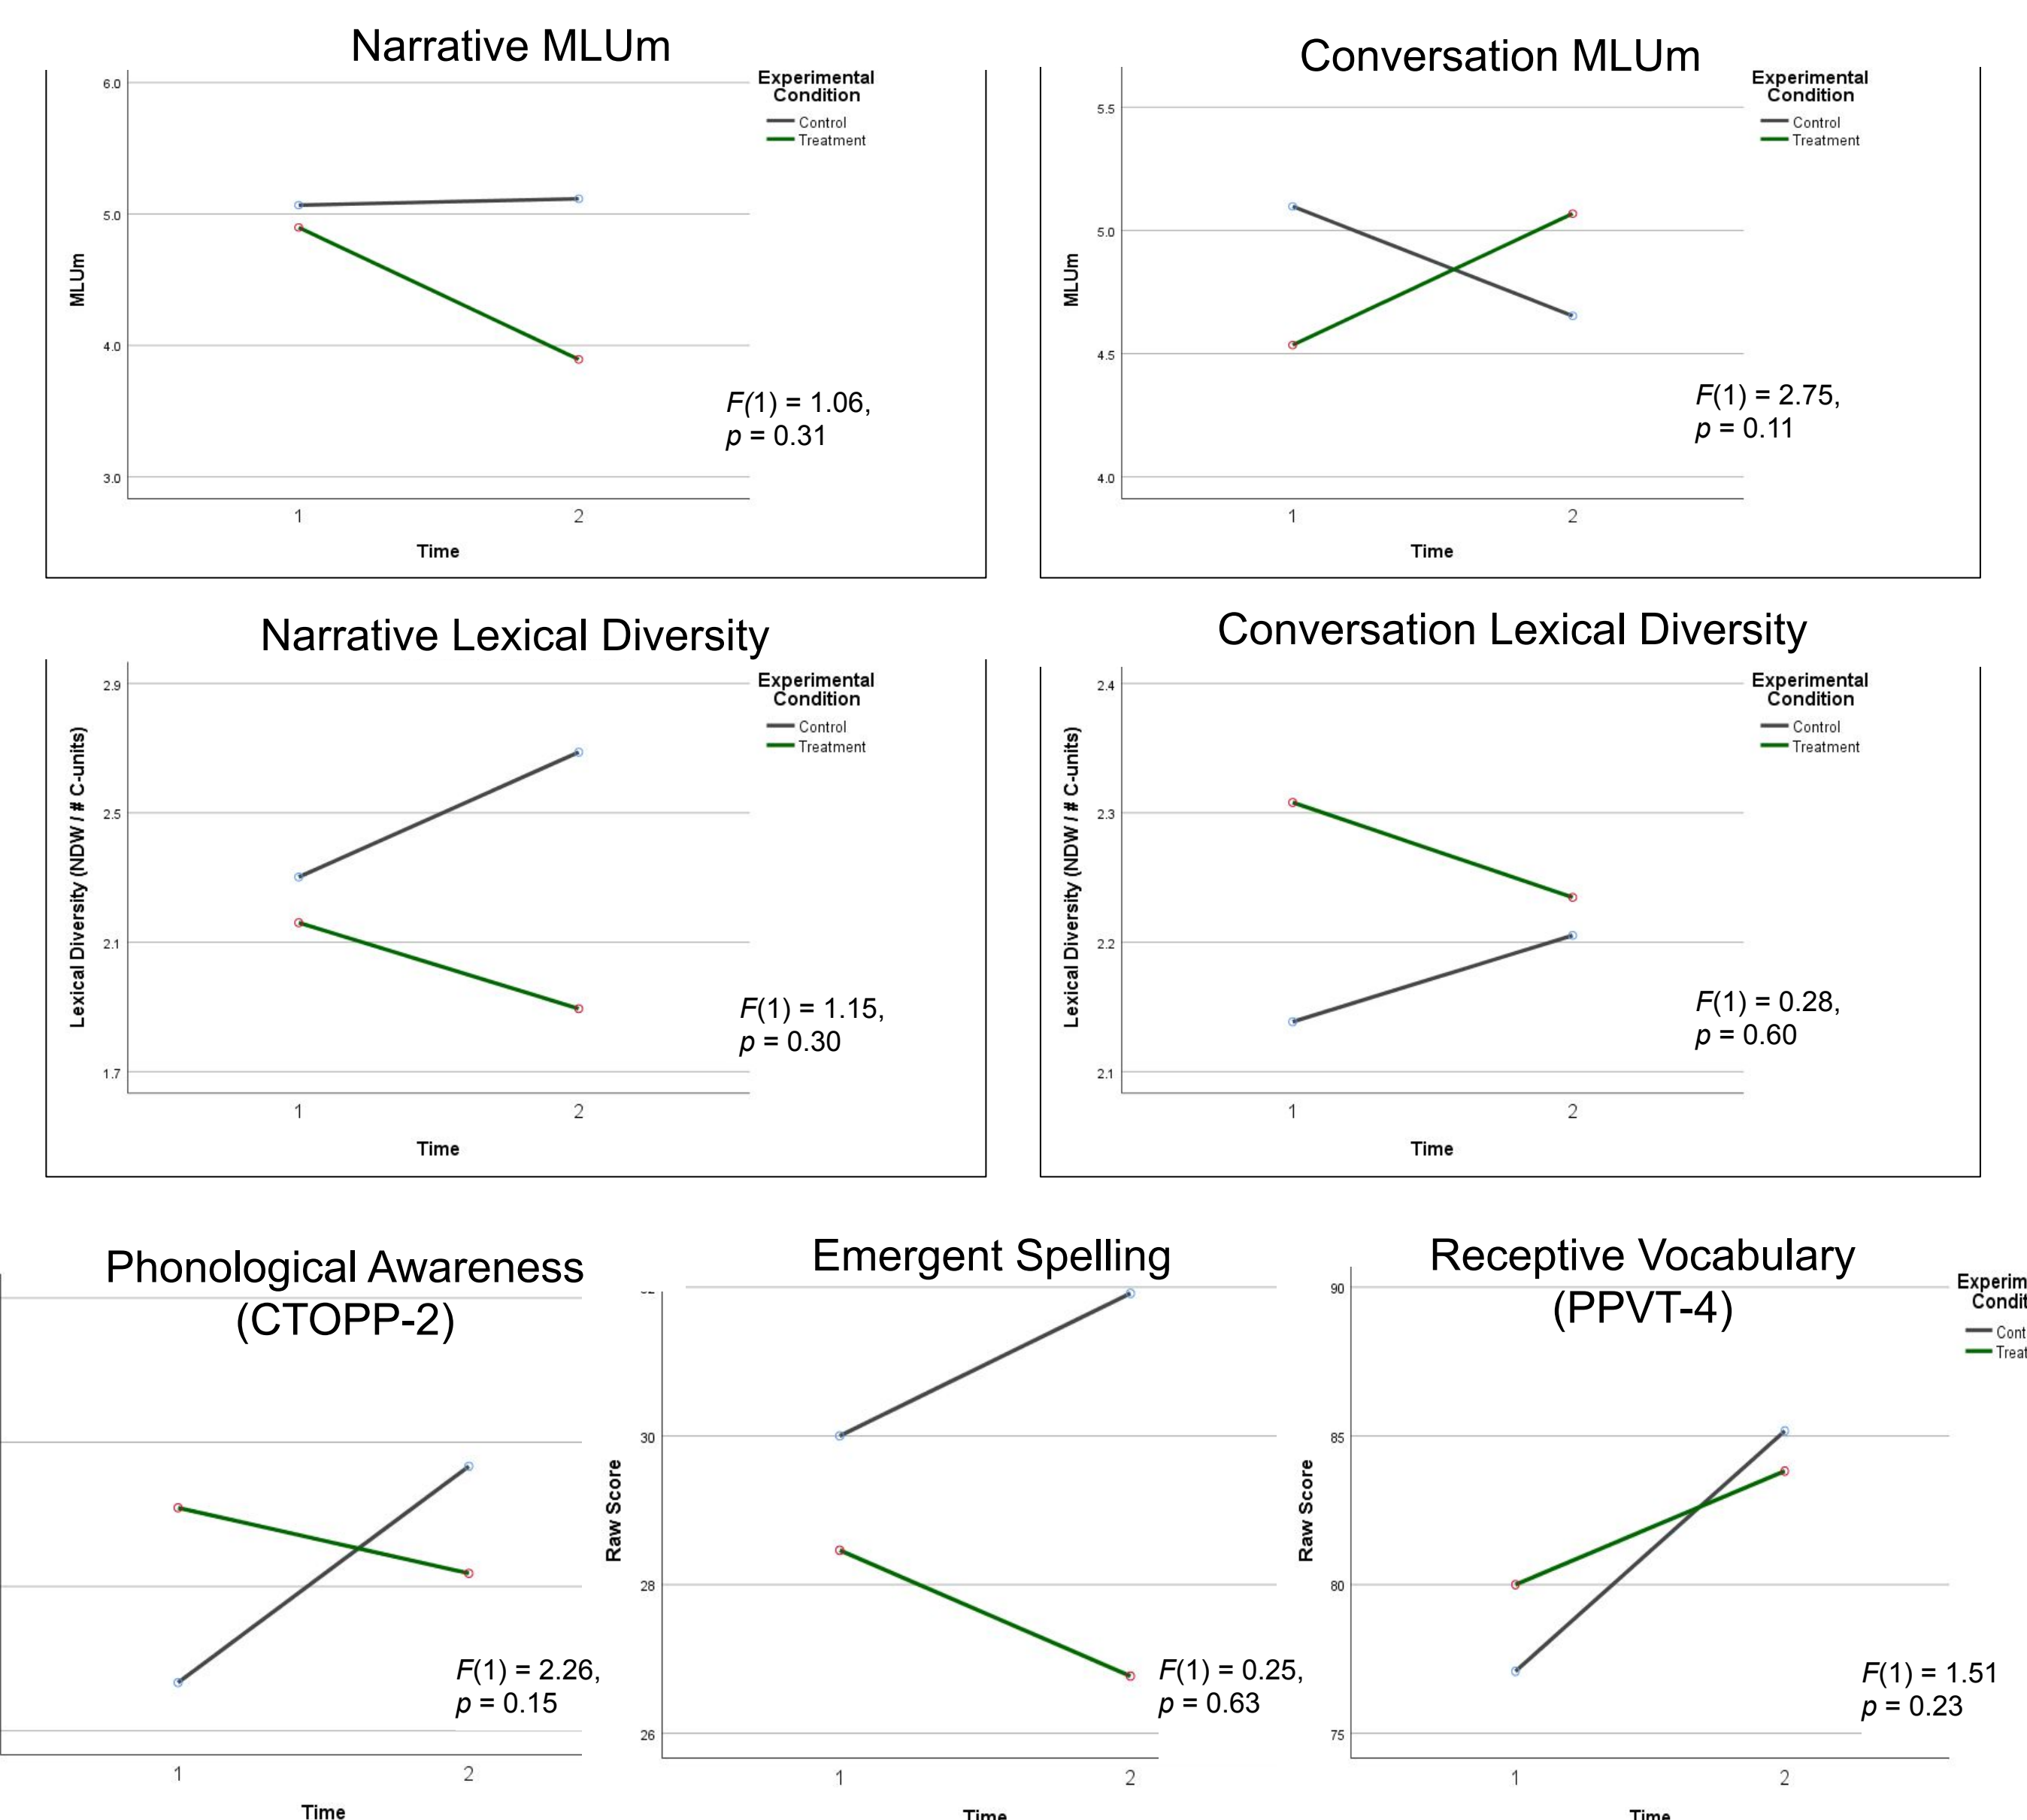 Narrative MLUm
Experimental
Condition
Control
Treatment
6.0
5.0
4.0
3.0
MLUm
1
2
Time
F(1) = 1.06,
p = 0.31
Conversation MLUm
Experimental
Condition
Control
Treatment
5.5
5.0
4.5
4.0
MLUm
1
2
Time
F(1) = 2.75,
p = 0.11
Narrative Lexical Diversity
Experimental
Condition
Control
Treatment
2.9
2.5
2.1
1.7
Lexical Diversity (NDW / # C-units)
1
2
Time
F(1) = 1.15,
p = 0.30
Conversation Lexical Diversity
Experimental
Condition
Control
Treatment
2.4
2.3
2.2
2.1
Lexical Diversity (NDW / # C-units)
1
2
Time
F(1) = 0.28,
p = 0.60
Phonological Awareness
(CTOPP-2)
F(1) = 2.26,
p = 0.15
1
2
Time
Emergent Spelling
30
28
26
Raw Score
F(1) = 0.25,
p = 0.63
1
2
Time
Receptive Vocabulary
(PPVT-4)
Experim
Condit
Cont
Treat
90
85
80
75
Raw Score
F(1) = 1.51
p = 0.23
1
2
Time